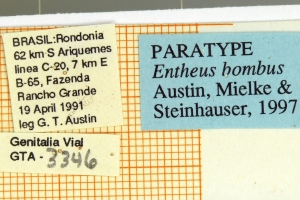 BRASIL:Rondonia
62 km S Ariquemes
linea C-20, 7 km E
B-65, Fazenda
Rancho Grande
19 April 1991
leg G. T. Austin
Genitalia Vial
GTA - 3346
PARATYPE
Entheus bombus
Austin, Mielke &
Steinhauser, 1997